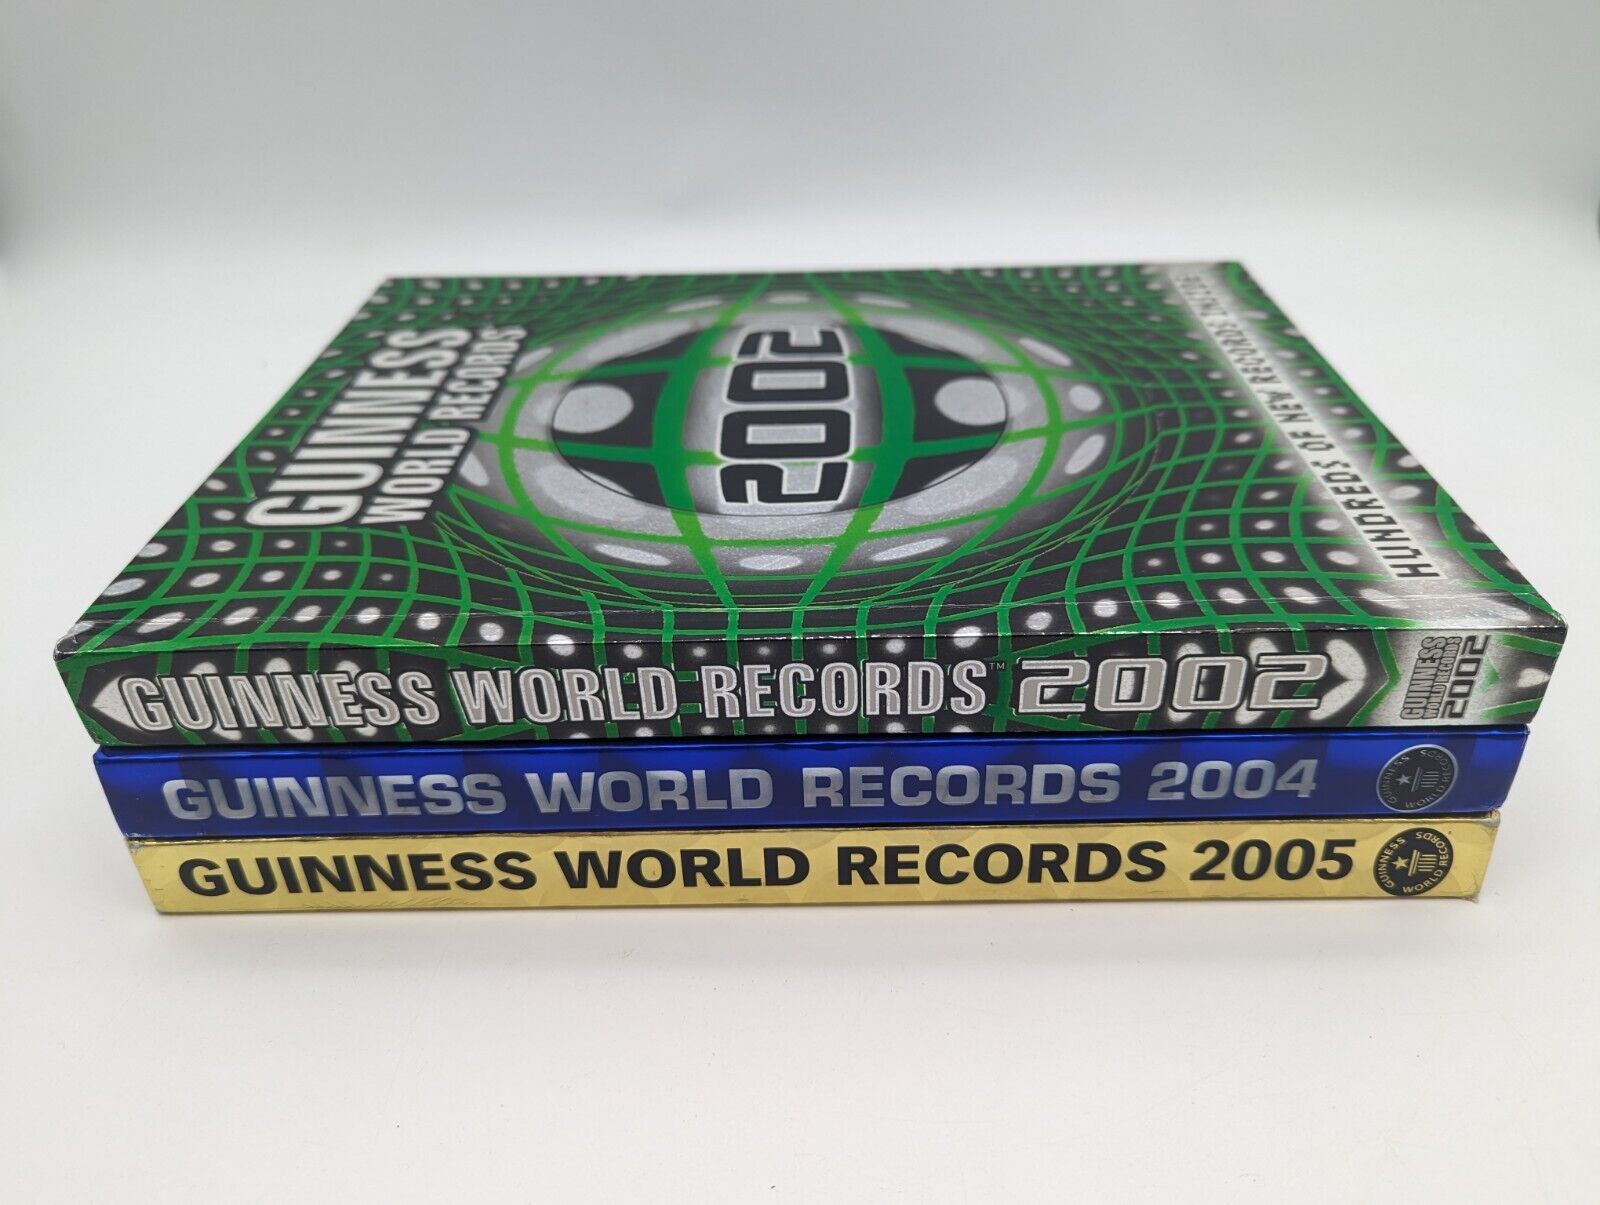 GUINNESS
WORLD RECORDS
2002
HUNDREDS OF NEW RECORDS INSIDE!
GUINNESS WORLD RECORDS™ 2002
GUINNESS
WORLD RECORDS
2002
GUINNESS WORLD RECORDS 2004
GUINNESS WORLD RECORDS
GUINNESS WORLD RECORDS 2005
GUINNESS WORLD RECORDS